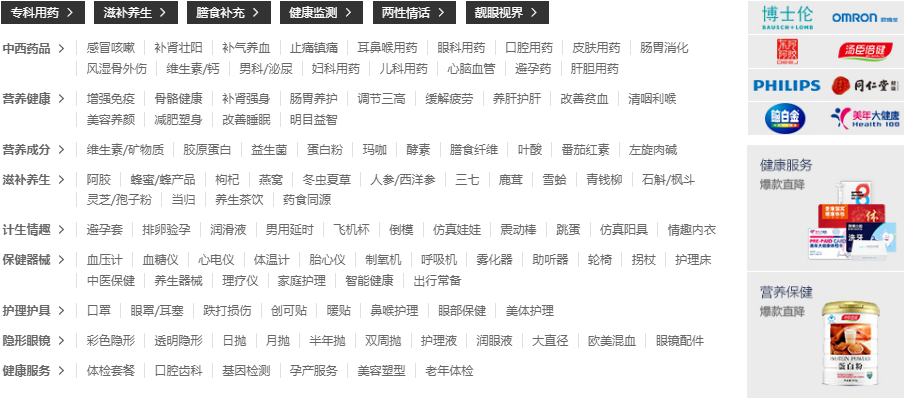 专科用药 > 滋补养生 > 膳食补充 > 健康监测 > 两性情话 > 靓眼视界 >
中西药品 > 感冒咳嗽 补肾壮阳 补气养血 止痛镇痛 耳鼻喉用药 眼科用药 口腔用药 皮肤用药 肠胃消化
风湿骨外伤 维生素/钙 男科/泌尿 妇科用药 儿科用药 心脑血管 避孕药 肝胆用药
营养健康 > 增强免疫 骨骼健康 补肾强身 肠胃养护 调节三高 缓解疲劳 养肝护肝 改善贫血 清咽利喉
美容养颜 减肥塑身 改善睡眠 明目益智
营养成分 > 维生素/矿物质 胶原蛋白 益生菌 蛋白粉 玛咖 酵素 膳食纤维 叶酸 番茄红素 左旋肉碱
滋补养生 > 阿胶 蜂蜜/蜂产品 枸杞 燕窝 冬虫夏草 人参/西洋参 三七 鹿茸 雪蛤 青钱柳 石斛/枫斗
灵芝/孢子粉 当归 养生茶饮 药食同源
计生情趣 > 避孕套 排卵验孕 润滑液 男用延时 飞机杯 倒模 仿真娃娃 震动棒 跳蛋 仿真阳具 情趣内衣
保健器械 > 血压计 血糖仪 心电仪 体温计 胎心仪 制氧机 呼吸机 雾化器 助听器 轮椅 拐杖 护理床
中医保健 养生器械 理疗仪 家庭护理 智能健康 出行常备
护理护具 > 口罩 眼罩/耳塞 跌打损伤 创可贴 暖贴 鼻喉护理 眼部保健 美体护理
隐形眼镜 > 彩色隐形 透明隐形 日抛 月抛 半年抛 双周抛 护理液 润眼液 大直径 欧美混血 眼镜配件
健康服务 > 体检套餐 口腔齿科 基因检测 孕产服务 美容塑型 老年体检
博士伦 BAUSCH+LOMB OMRON
汤臣倍健
PHILIPS 同仁堂
脑白金 美年大健康 Health 100
健康服务
爆款直降
洗牙
营养保健
爆款直降
蛋白粉